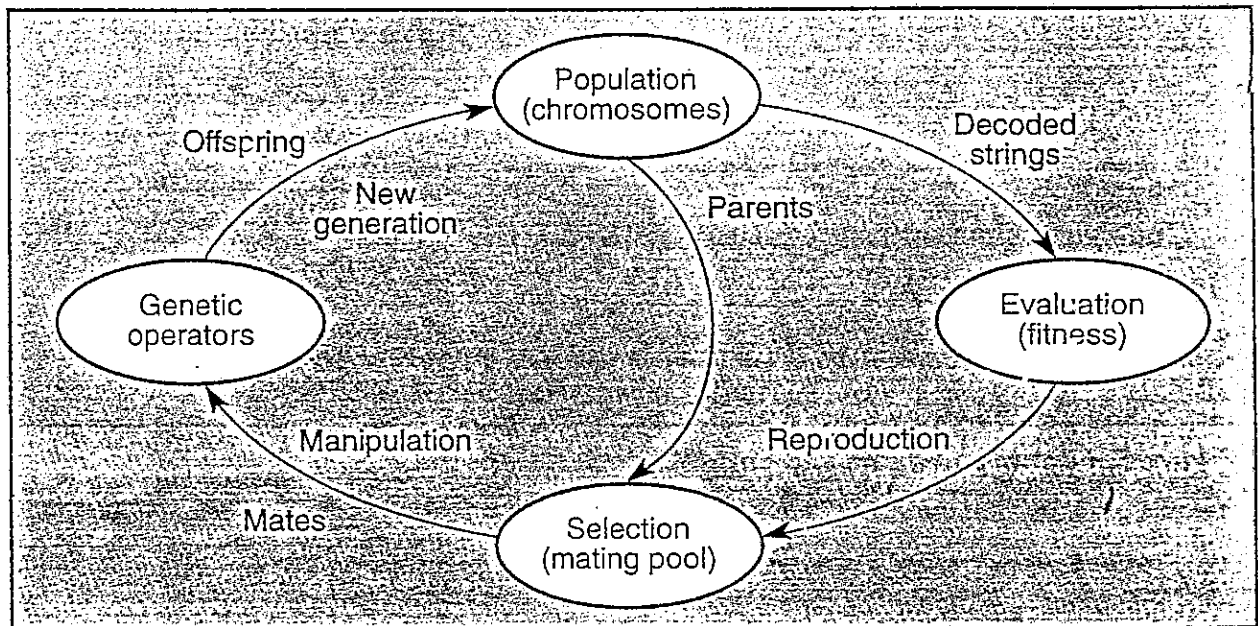 Population
(chromosomes)
Offspring
Decoded
strings
New
generation
Parents
Genetic
operators
Evaluation
(fitness)
Manipulation
Reproduction
Mates
Selection
(mating pool)